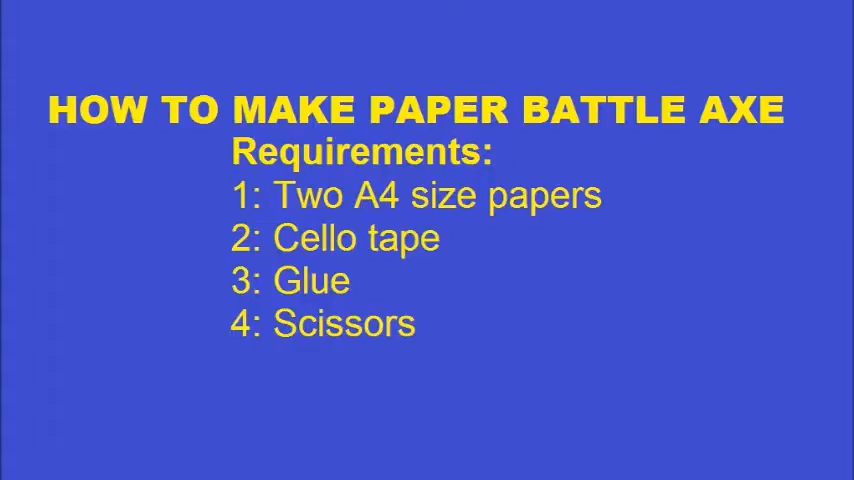 HOW TO MAKE PAPER BATTLE AXE
Requirements:
1: Two A4 size papers
2: Cello tape
3: Glue
4: Scissors